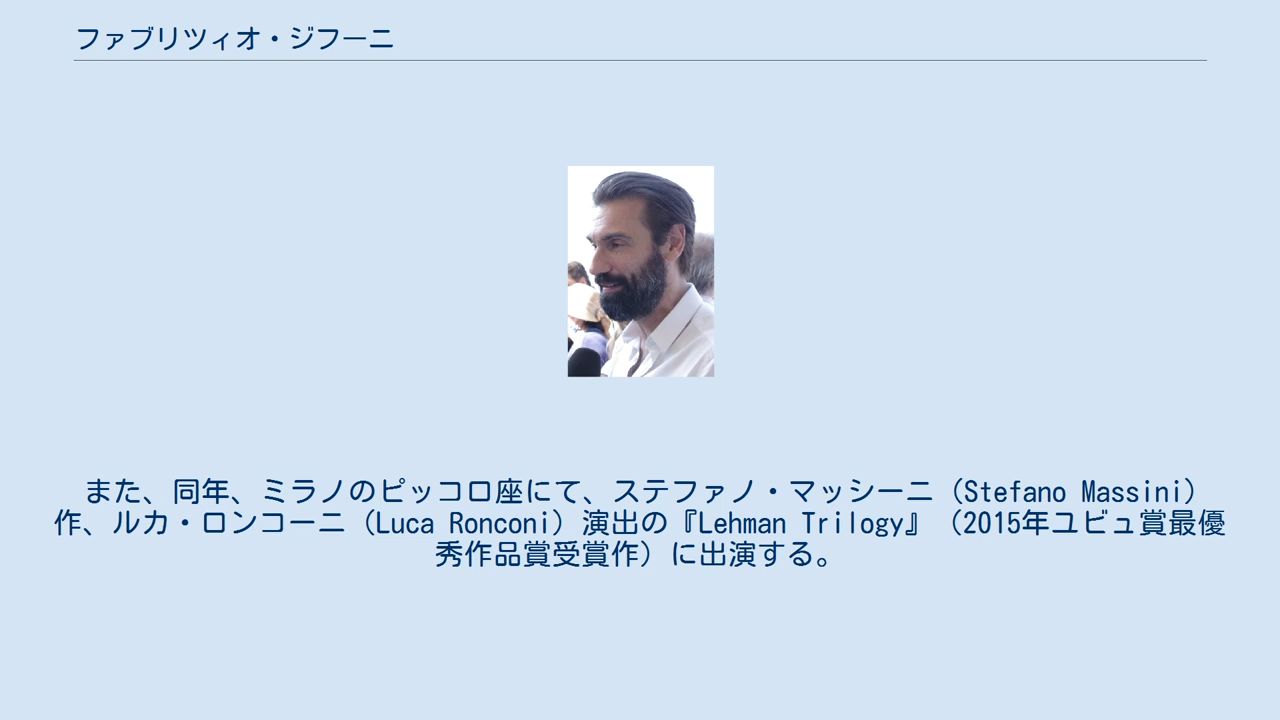 ファブリツィオ・ジフーニ
また、同年、ミラノのピッコロ座にて、ステファノ・マッシーニ（Stefano Massini）
作、ルカ・ロンコーニ（Luca Ronconi）演出の『Lehman Trilogy』（2015年ユビュ賞最優
秀作品賞受賞作）に出演する。